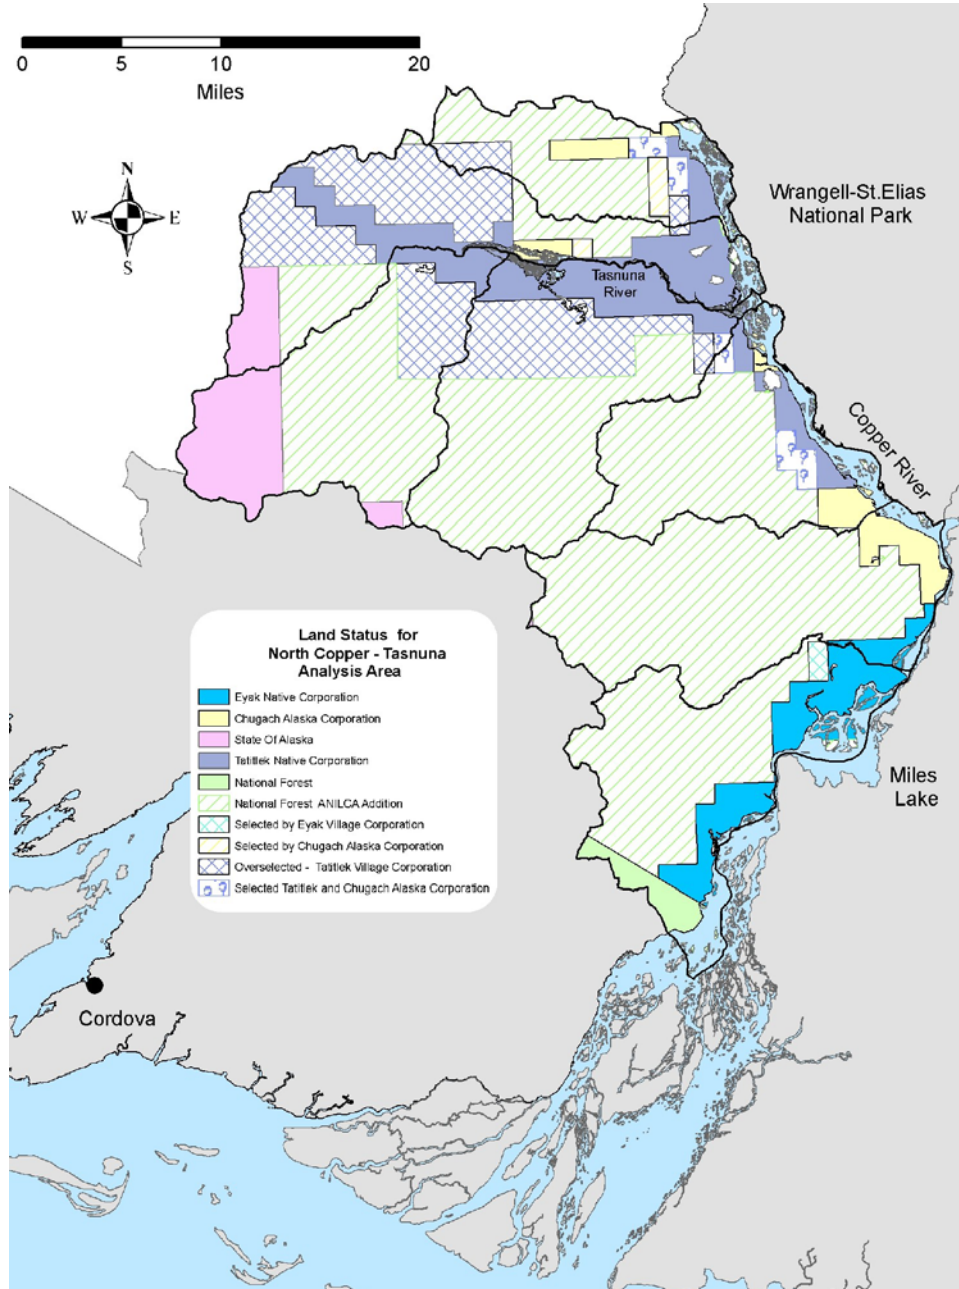 0 5 10 20
Miles
N
W E
S
Wrangell-St.Elias
National Park
Tasnuna
River
Copper River
Land Status for
North Copper - Tasnuna
Analysis Area
Eyak Native Corporation
Chugach Alaska Corporation
State Of Alaska
Tatitlek Native Corporation
National Forest
National Forest ANILCA Addition
Selected by Eyak Village Corporation
Selected by Chugach Alaska Corporation
Overselected - Tatitlek Village Corporation
Selected Tatitlek and Chugach Alaska Corporation
Miles
Lake
Cordova